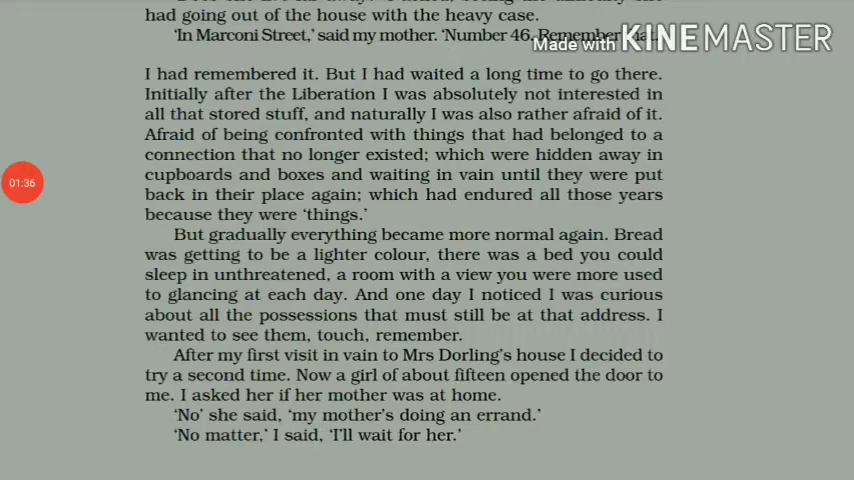 had going out of the house with the heavy case.
'In Marconi Street,' said my mother. 'Number 46. Remember that.
Made with KINEMASTER
I had remembered it. But I had waited a long time to go there.
Initially after the Liberation I was absolutely not interested in
all that stored stuff, and naturally I was also rather afraid of it.
Afraid of being confronted with things that had belonged to a
connection that no longer existed; which were hidden away in
cupboards and boxes and waiting in vain until they were put
01:36
back in their place again; which had endured all those years
because they were 'things.'
But gradually everything became more normal again. Bread
was getting to be a lighter colour, there was a bed you could
sleep in unthreatened, a room with a view you were more used
to glancing at each day. And one day I noticed I was curious
about all the possessions that must still be at that address. I
wanted to see them, touch, remember.
After my first visit in vain to Mrs Dorling's house I decided to
try a second time. Now a girl of about fifteen opened the door to
me. I asked her if her mother was at home.
'No' she said, 'my mother's doing an errand.'
'No matter,' I said, 'I'll wait for her.'